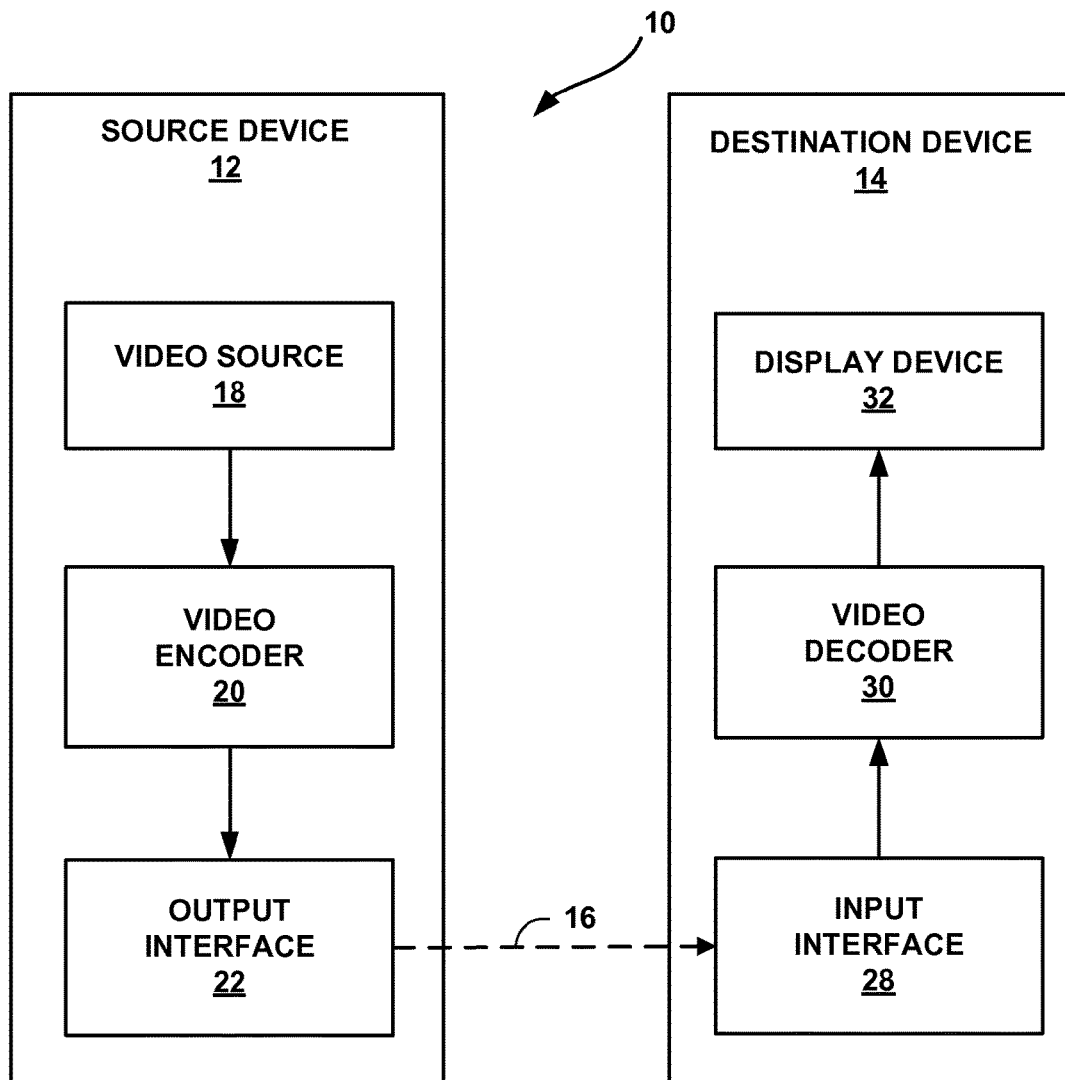 10
SOURCE DEVICE
12
VIDEO SOURCE
18
VIDEO
ENCODER
20
OUTPUT
INTERFACE
22
16
DESTINATION DEVICE
14
DISPLAY DEVICE
32
VIDEO
DECODER
30
INPUT
INTERFACE
28